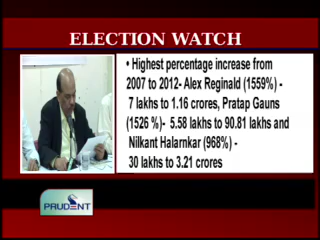 ELECTION WATCH
• Highest percentage increase from
2007 to 2012- Alex Reginald (1559%) -
7 lakhs to 1.16 crores, Pratap Gauns
(1526 %)- 5.58 lakhs to 90.81 lakhs and
Nilkant Halarnkar (968%) -
30 lakhs to 3.21 crores
PRUDENT